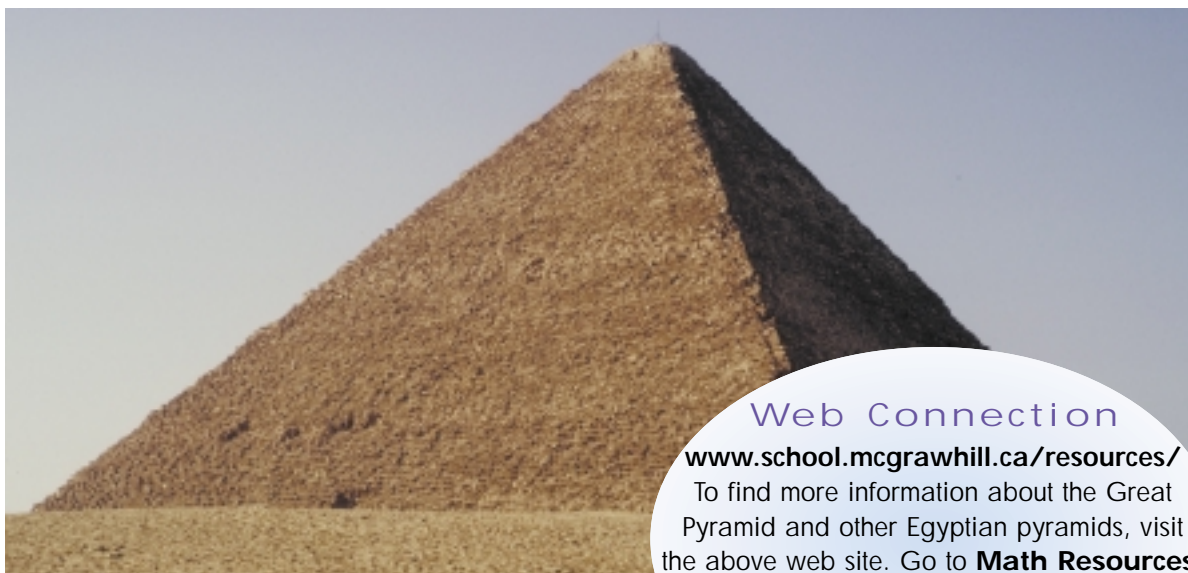 Web Connection
www.school.mcgrawhill.ca/resources/
To find more information about the Great
Pyramid and other Egyptian pyramids, visit
the above web site. Go to Math Resources